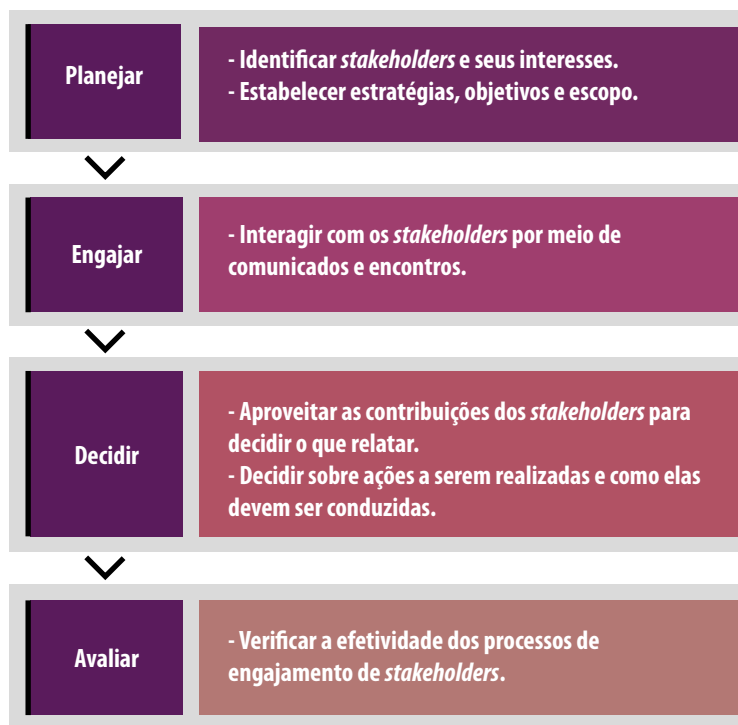 Planejar
- Identificar stakeholders e seus interesses.
- Estabelecer estratégias, objetivos e escopo.
Engajar
- Interagir com os stakeholders por meio de
comunicados e encontros.
Decidir
- Aproveitar as contribuições dos stakeholders para
decidir o que relatar.
- Decidir sobre ações a serem realizadas e como elas
devem ser conduzidas.
Avaliar
- Verificar a efetividade dos processos de
engajamento de stakeholders.